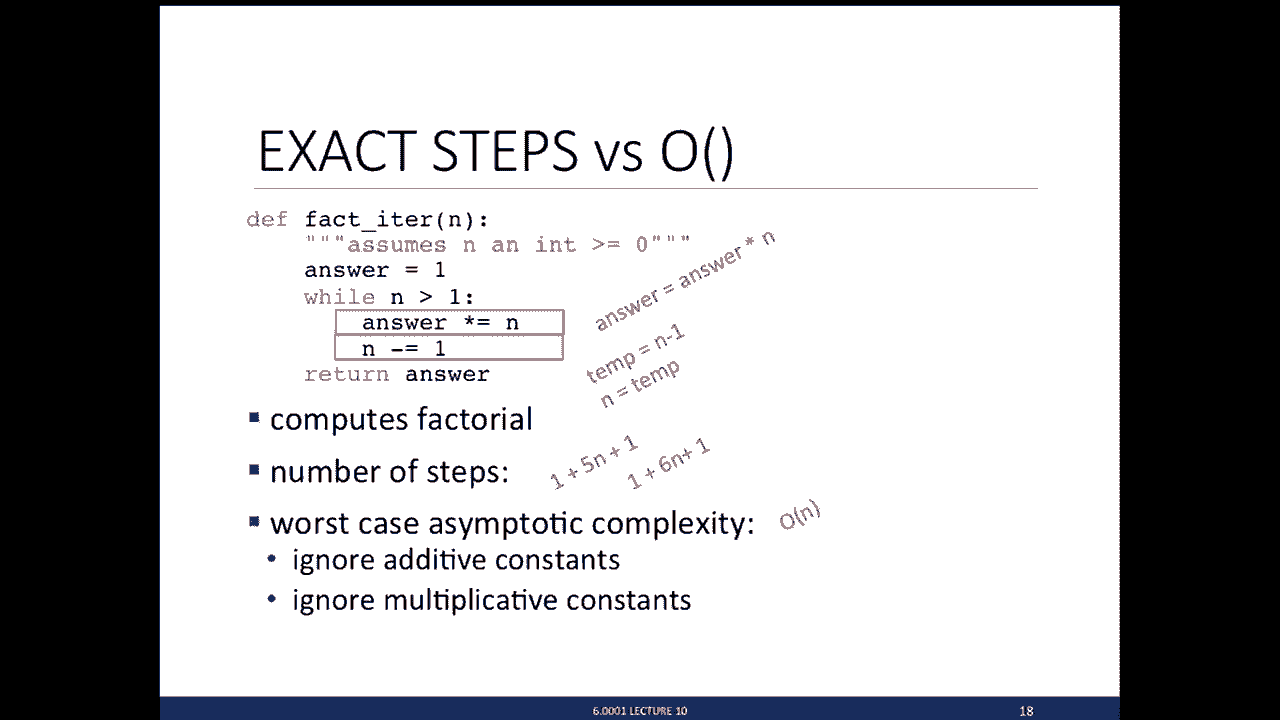 EXACT STEPS vs O()
def fact_iter(n):
"""assumes n an int >= 0"""
answer = 1
while n > 1:
answer *= n
n -= 1
return answer
answer = answer * n
temp = n-1
n = temp
▪ computes factorial
▪ number of steps: 1 + 5n + 1 1 + 6n+ 1
▪ worst case asymptotic complexity: O(n)
• ignore additive constants
• ignore multiplicative constants
6.0001 LECTURE 10 18